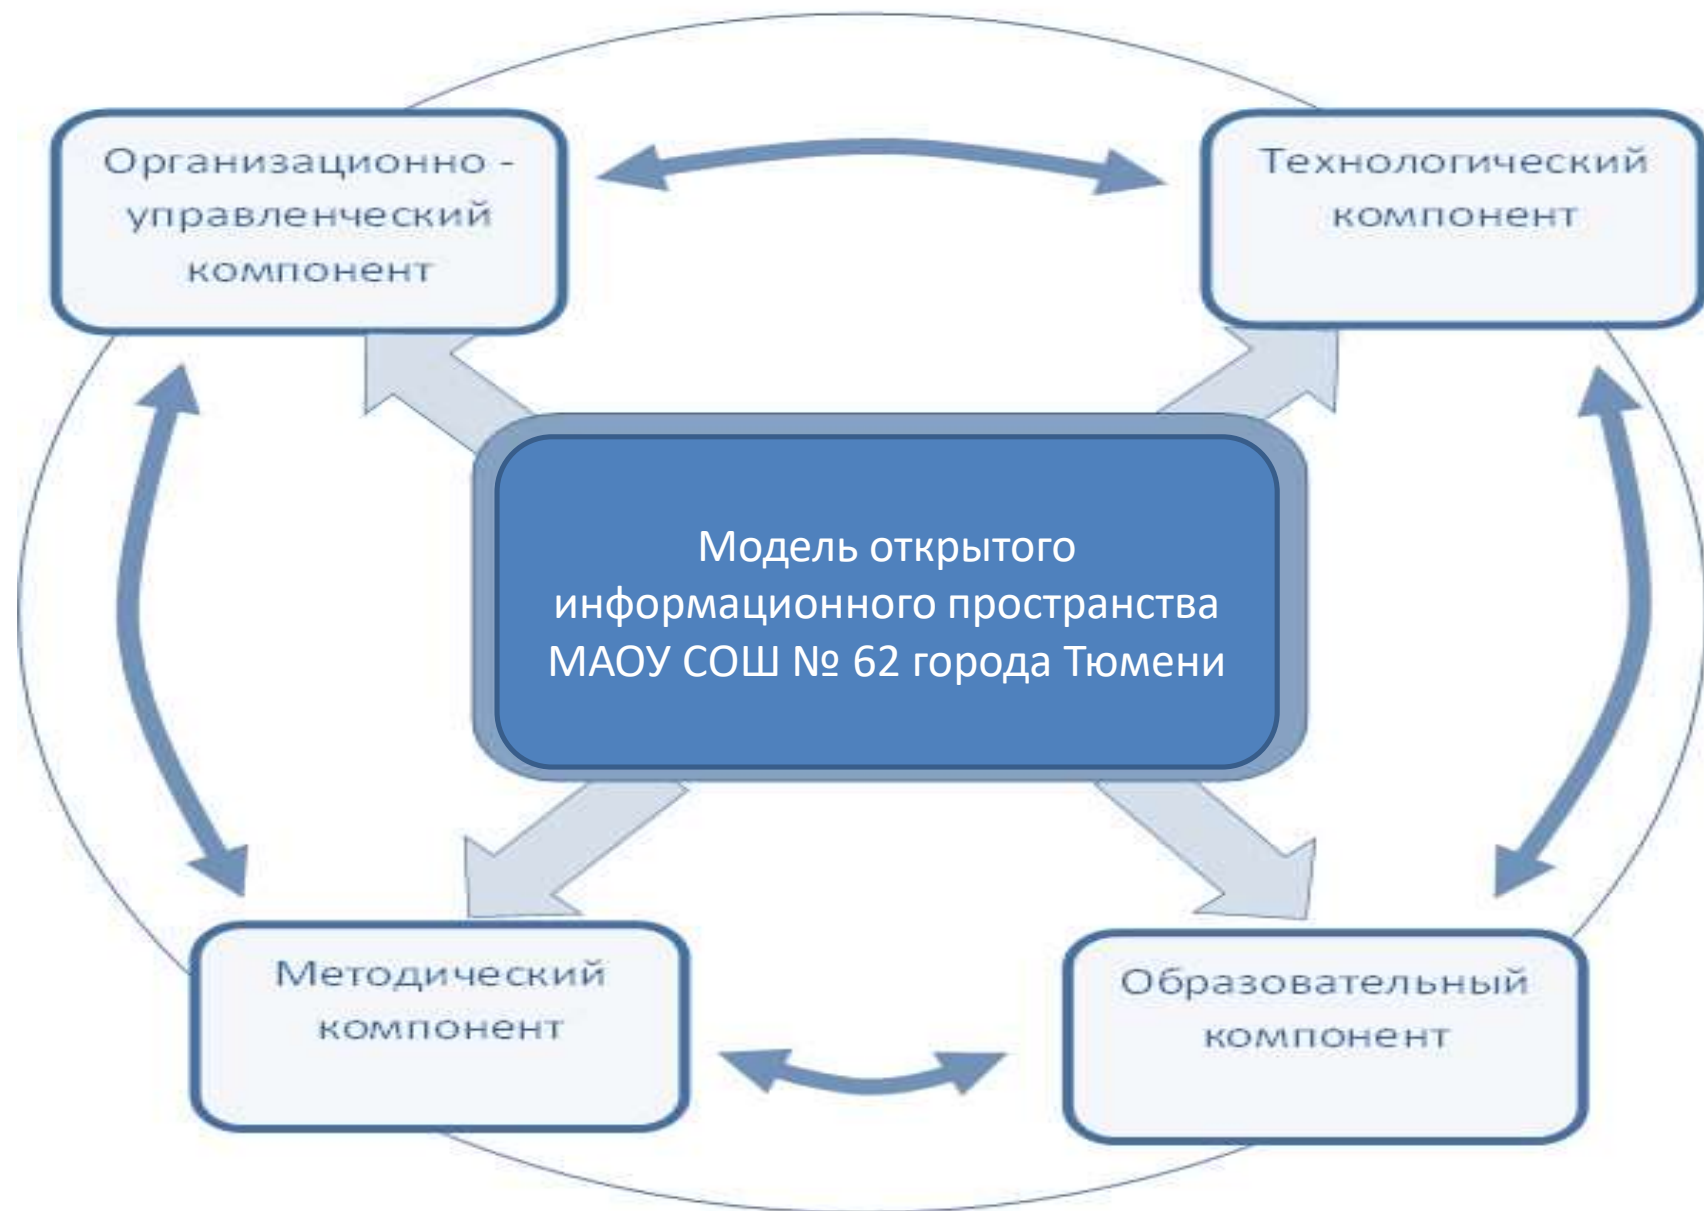 Организационно -
управленческий
компонент
Технологический
компонент
Модель открытого
информационного пространства
МАОУ СОШ № 62 города Тюмени
Методический
компонент
Образовательный
компонент